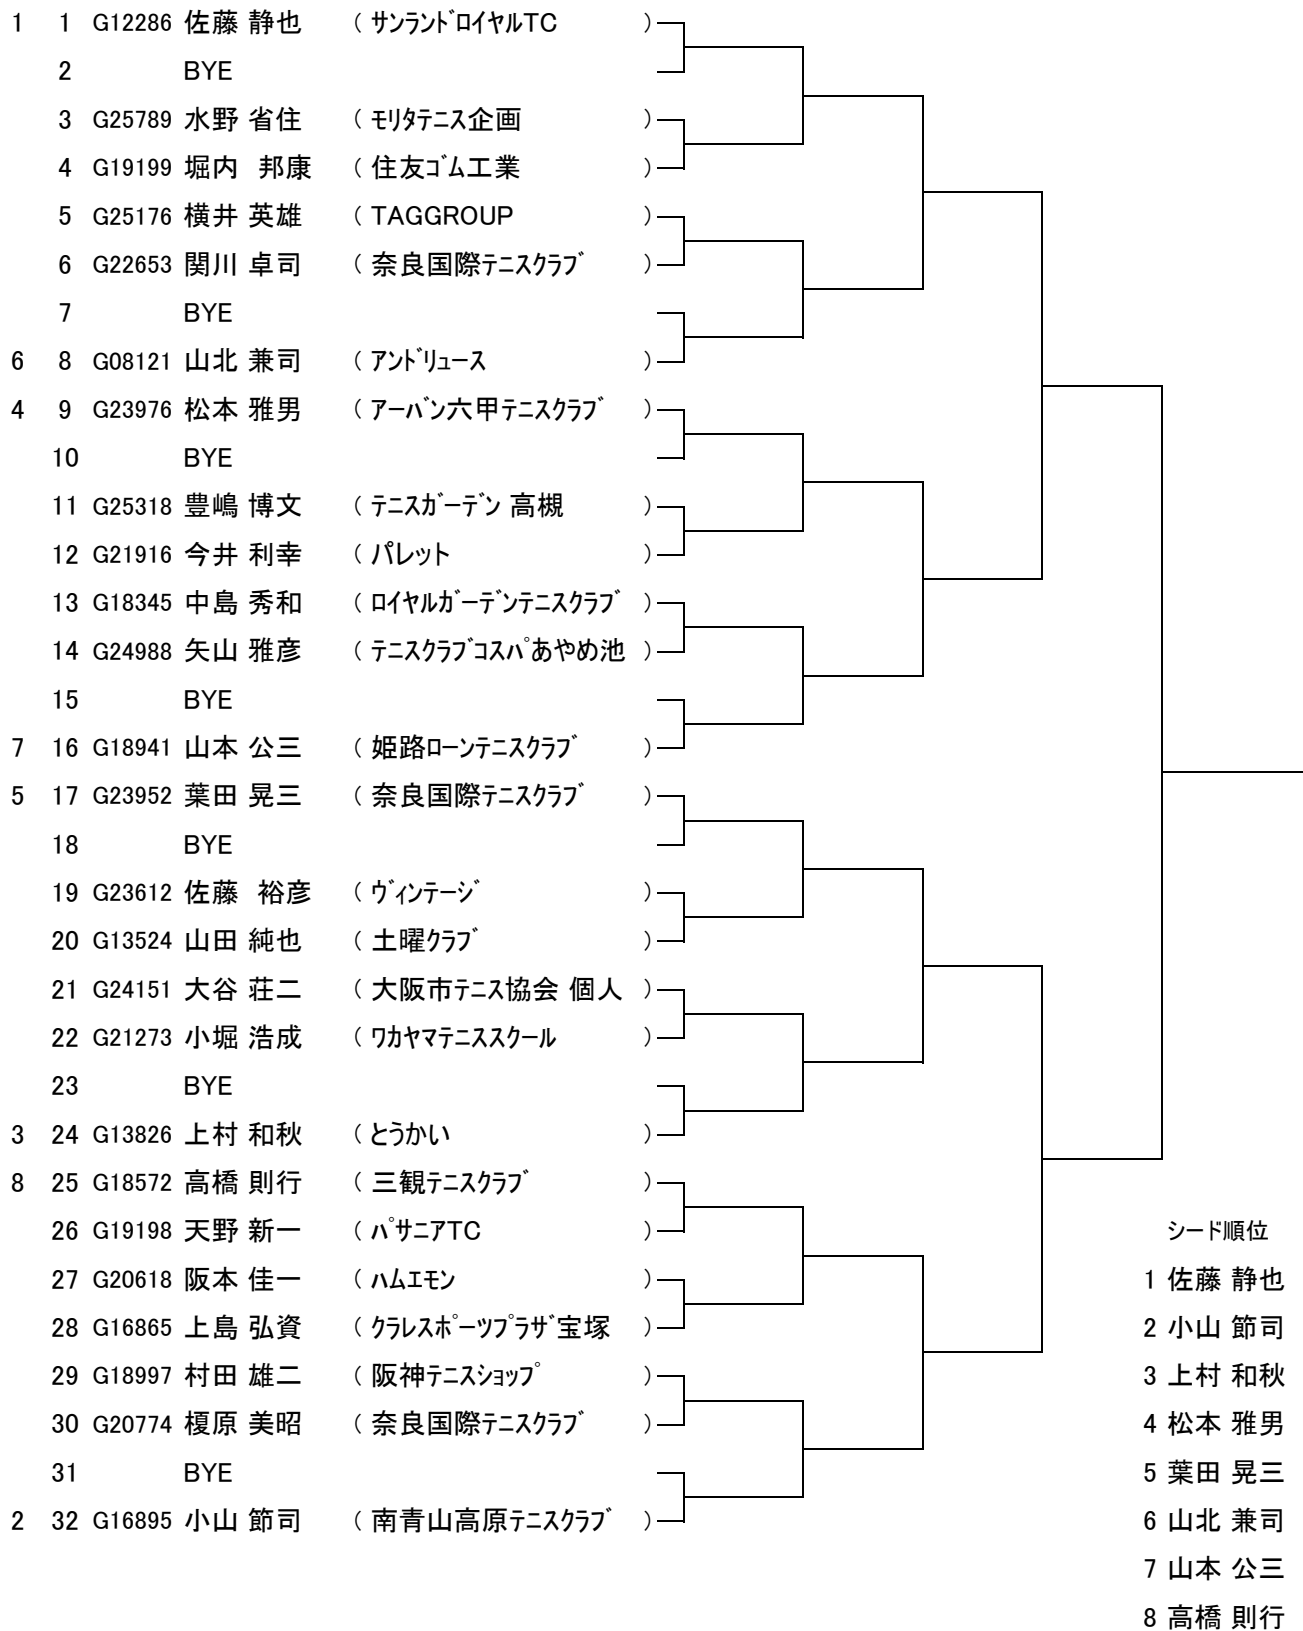 1 1 G12286 佐藤 静也 ( サンランドロイヤルTC )
2 BYE
3 G25789 水野 省住 ( モリタテニス企画 )
4 G19199 堀内　邦康 ( 住友ゴム工業 )
5 G25176 横井 英雄 ( TAGGROUP )
6 G22653 関川 卓司 ( 奈良国際テニスクラブ )
7 BYE
6 8 G08121 山北 兼司 ( アンドリュース )
4 9 G23976 松本 雅男 ( アーバン六甲テニスクラブ )
10 BYE
11 G25318 豊嶋 博文 ( テニスガーデン 高槻 )
12 G21916 今井 利幸 ( パレット )
13 G18345 中島 秀和 ( ロイヤルガーデンテニスクラブ )
14 G24988 矢山 雅彦 ( テニスクラブコスパあやめ池 )
15 BYE
7 16 G18941 山本 公三 ( 姫路ローンテニスクラブ )
5 17 G23952 葉田 晃三 ( 奈良国際テニスクラブ )
18 BYE
19 G23612 佐藤　裕彦 ( ヴィンテージ )
20 G13524 山田 純也 ( 土曜クラブ )
21 G24151 大谷 荘二 ( 大阪市テニス協会 個人 )
22 G21273 小堀 浩成 ( ワカヤマテニススクール )
23 BYE
3 24 G13826 上村 和秋 ( とうかい )
8 25 G18572 高橋 則行 ( 三観テニスクラブ )
26 G19198 天野 新一 ( パサニアTC )
27 G20618 阪本 佳一 ( ハムエモン )
28 G16865 上島 弘資 ( クラレスポーツプラザ宝塚 )
29 G18997 村田 雄二 ( 阪神テニスショップ )
30 G20774 榎原 美昭 ( 奈良国際テニスクラブ )
31 BYE
2 32 G16895 小山 節司 ( 南青山高原テニスクラブ )
シード順位
1 佐藤 静也
2 小山 節司
3 上村 和秋
4 松本 雅男
5 葉田 晃三
6 山北 兼司
7 山本 公三
8 高橋 則行